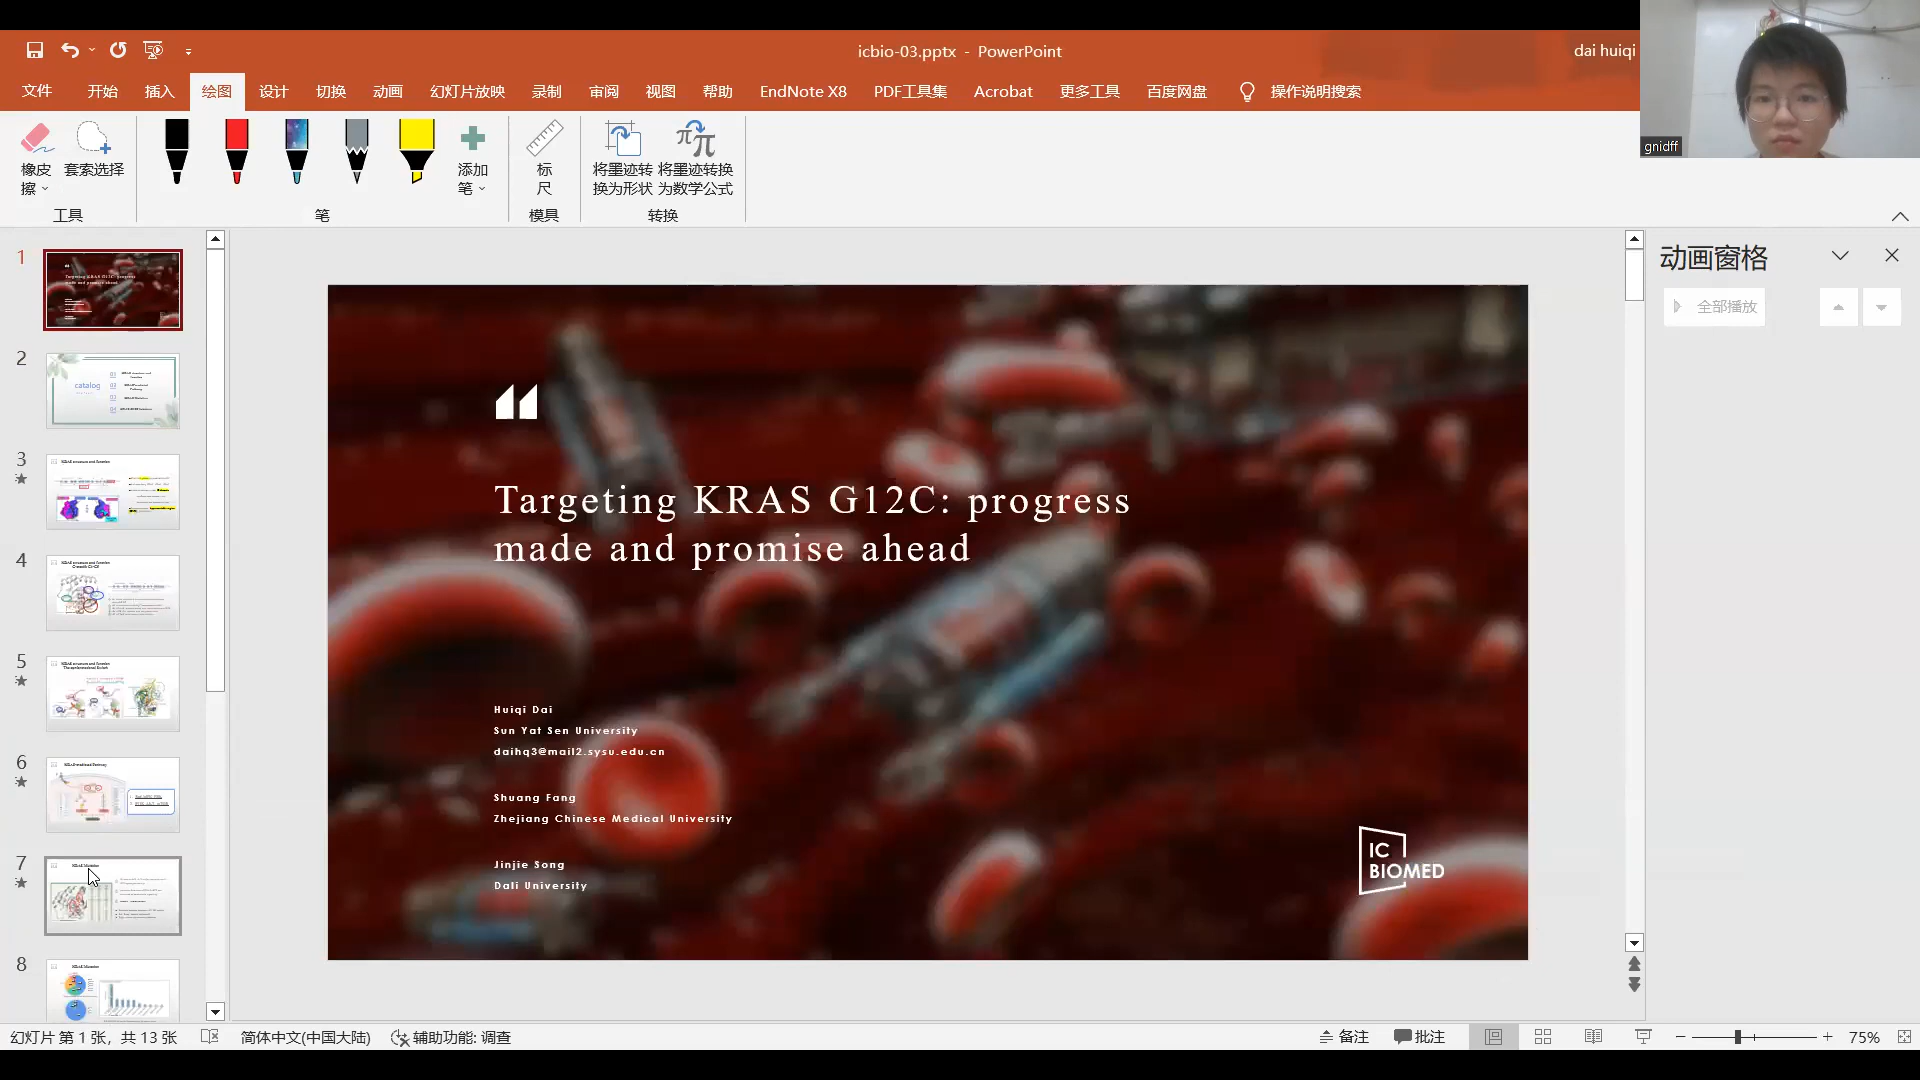 icbio-03.pptx - PowerPoint
dai huiqi
文件 开始 插入 绘图 设计 切换 动画 幻灯片放映 录制 审阅 视图 帮助 EndNote X8 PDF工具集 Acrobat 更多工具 百度网盘 操作说明搜索
gnidff
橡皮擦
套索选择
添加笔
标尺
将墨迹转换为形状
将墨迹转换为数学公式
工具
笔
模具
转换
1
2
catalog
3
4
5
6
7
8
Targeting KRAS G12C: progress
made and promise ahead
Huiqi Dai
Sun Yat Sen University
daihq3@mail2.sysu.edu.cn
Shuang Fang
Zhejiang Chinese Medical University
Jinjie Song
Dali University
IC
BIOMED
动画窗格
全部播放
幻灯片 第 1 张，共 13 张 简体中文(中国大陆) 辅助功能: 调查 备注 批注 75%